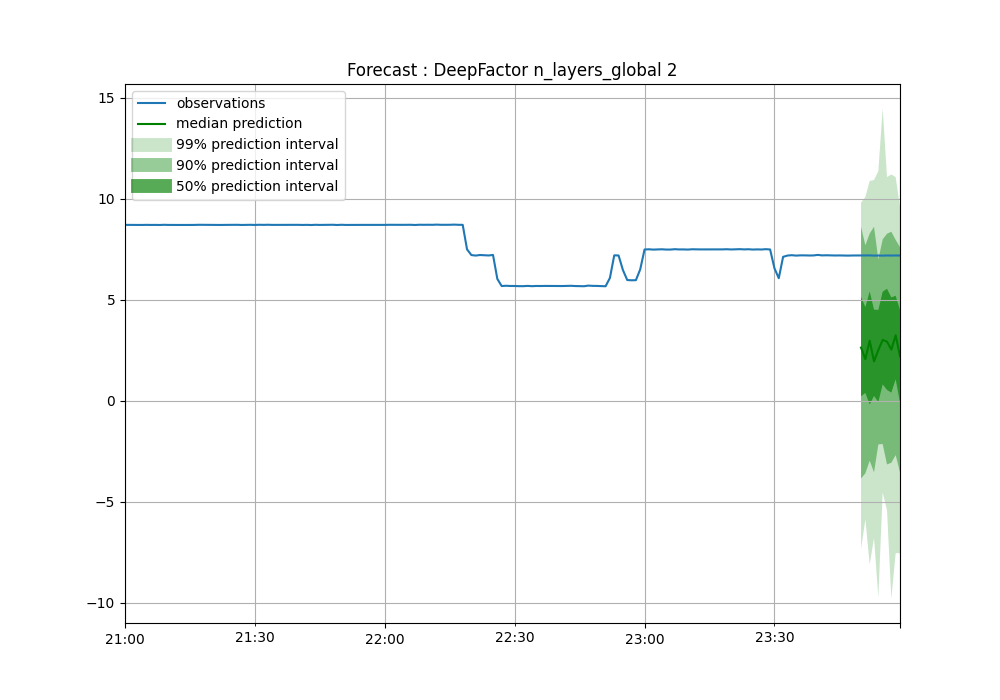 Forecast : DeepFactor n_layers_global 2
observations
median prediction
99% prediction interval
90% prediction interval
50% prediction interval
15
10
5
0
−5
−10
21:00
21:30
22:00
22:30
23:00
23:30